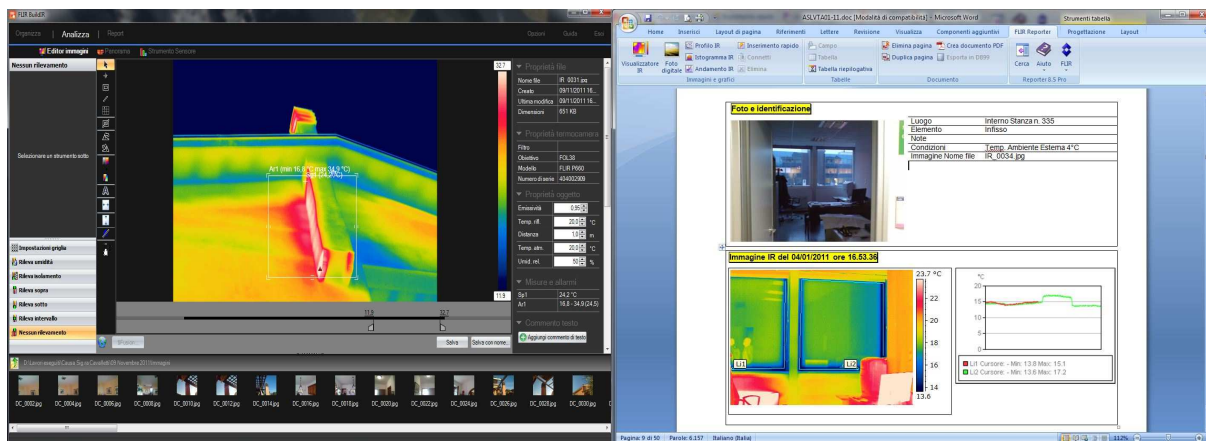 FLIR BuildIR
Organizza Analizza Report Opzioni Guida Esci
Editor immagini Panorama Strumento Sensore
Nessun rilevamento
Selezionare un strumento sotto
Impostazioni griglia
Rileva umidità
Rileva isolamento
Rileva sopra
Rileva sotto
Rileva intervallo
Nessun rilevamento
Ar1 (min 16,8 °C max 34,9 °C)
32.7
11.9
11,9 32,7
Salva Salva con nome...
Proprietà file
Nome file IR_0031.jpg
Creato 09/11/2011 16...
Ultima modifica 09/11/2011 16...
Dimensioni 651 KB
Proprietà termocamera
Filtro
Obiettivo FOL38
Modello FLIR P660
Numero di serie 404002909
Proprietà oggetto
Emissività 0,95
Temp. rifl. 20,0 °C
Distanza 1,0 m
Temp. atm. 20,0 °C
Umid. rel. 50 %
Misura e allarmi
Sp1 24,2 °C
Ar1 16,8 - 34,9 (24,5)
Commento testo
Aggiungi commento di testo
DC_0002.jpg DC_0004.jpg DC_0006.jpg DC_0008.jpg DC_0010.jpg DC_0012.jpg DC_0014.jpg DC_0016.jpg DC_0018.jpg DC_0020.jpg DC_0022.jpg DC_0024.jpg DC_0026.jpg DC_0028.jpg DC_0030.jpg
ASLVTA01-11.doc [Modalità di compatibilità] - Microsoft Word Strumenti tabella
Home Inserisci Layout di pagina Riferimenti Lettere Revisione Visualizza Componenti aggiuntivi FLIR Reporter Progettazione Layout
Visualizzatore IR
Foto digitale
Profilo IR
Istogramma IR
Andamento IR
Inserimento rapido
Connetti
Elimina
Immagini e grafici
Campo
Tabella
Tabella riepilogativa
Tabelle
Elimina pagina
Duplica pagina
Crea documento PDF
Esporta in DB99
Documento
Cerca Aiuto FLIR
Reporter 8.5 Pro
Foto e identificazione
Luogo Interno Stanza n. 335
Elemento Infisso
Note
Condizioni Temp. Ambiente Esterna 4°C
Immagine Nome file IR_0034.jpg
Immagine IR del 04/01/2011 ore 16.53.36
Li1
Li2
23.7 °C
22
20
18
16
14
13.6
°C
20
15
10
5
0
Li1 Cursore: - Min: 13.8 Max: 15.1
Li2 Cursore: - Min: 13.6 Max: 17.2
Pagina: 9 di 50 Parole: 6.157 Italiano (Italia) 112%